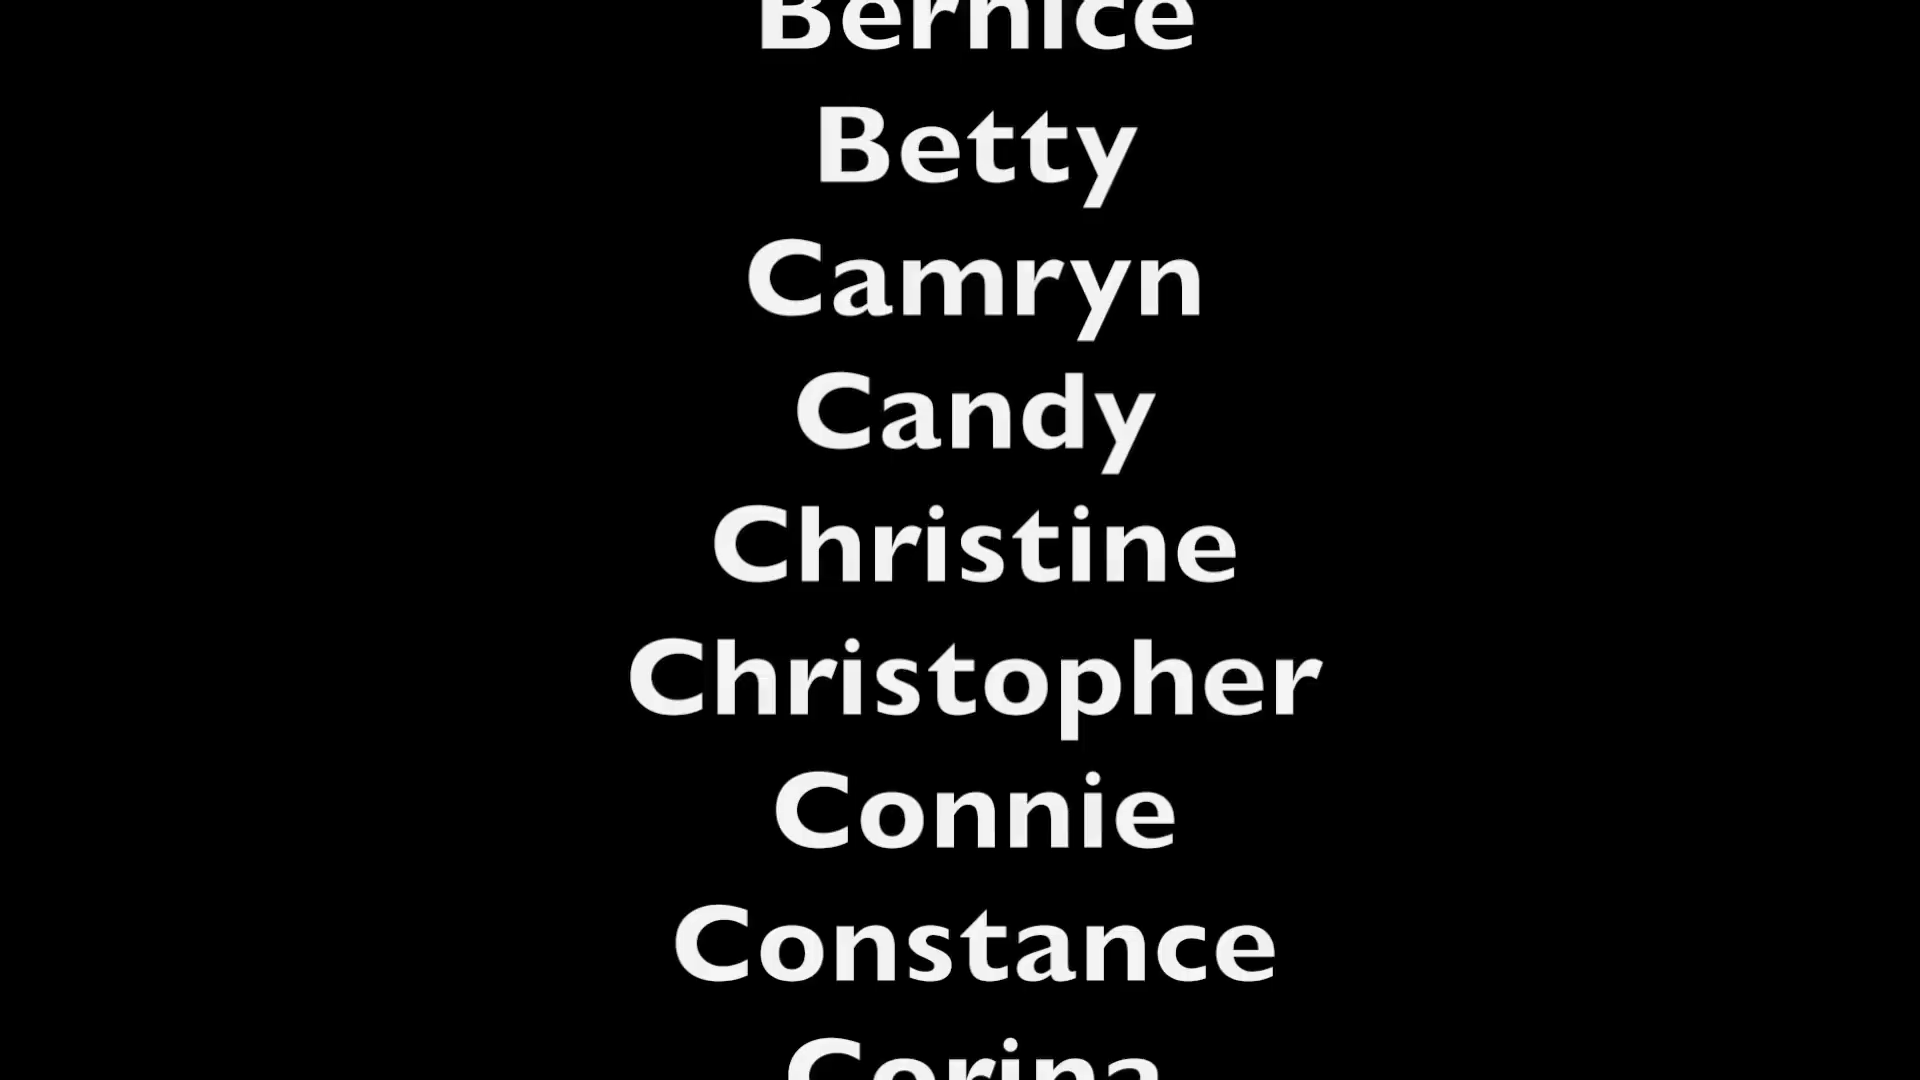 Bernice
Betty
Camryn
Candy
Christine
Christopher
Connie
Constance
Corina